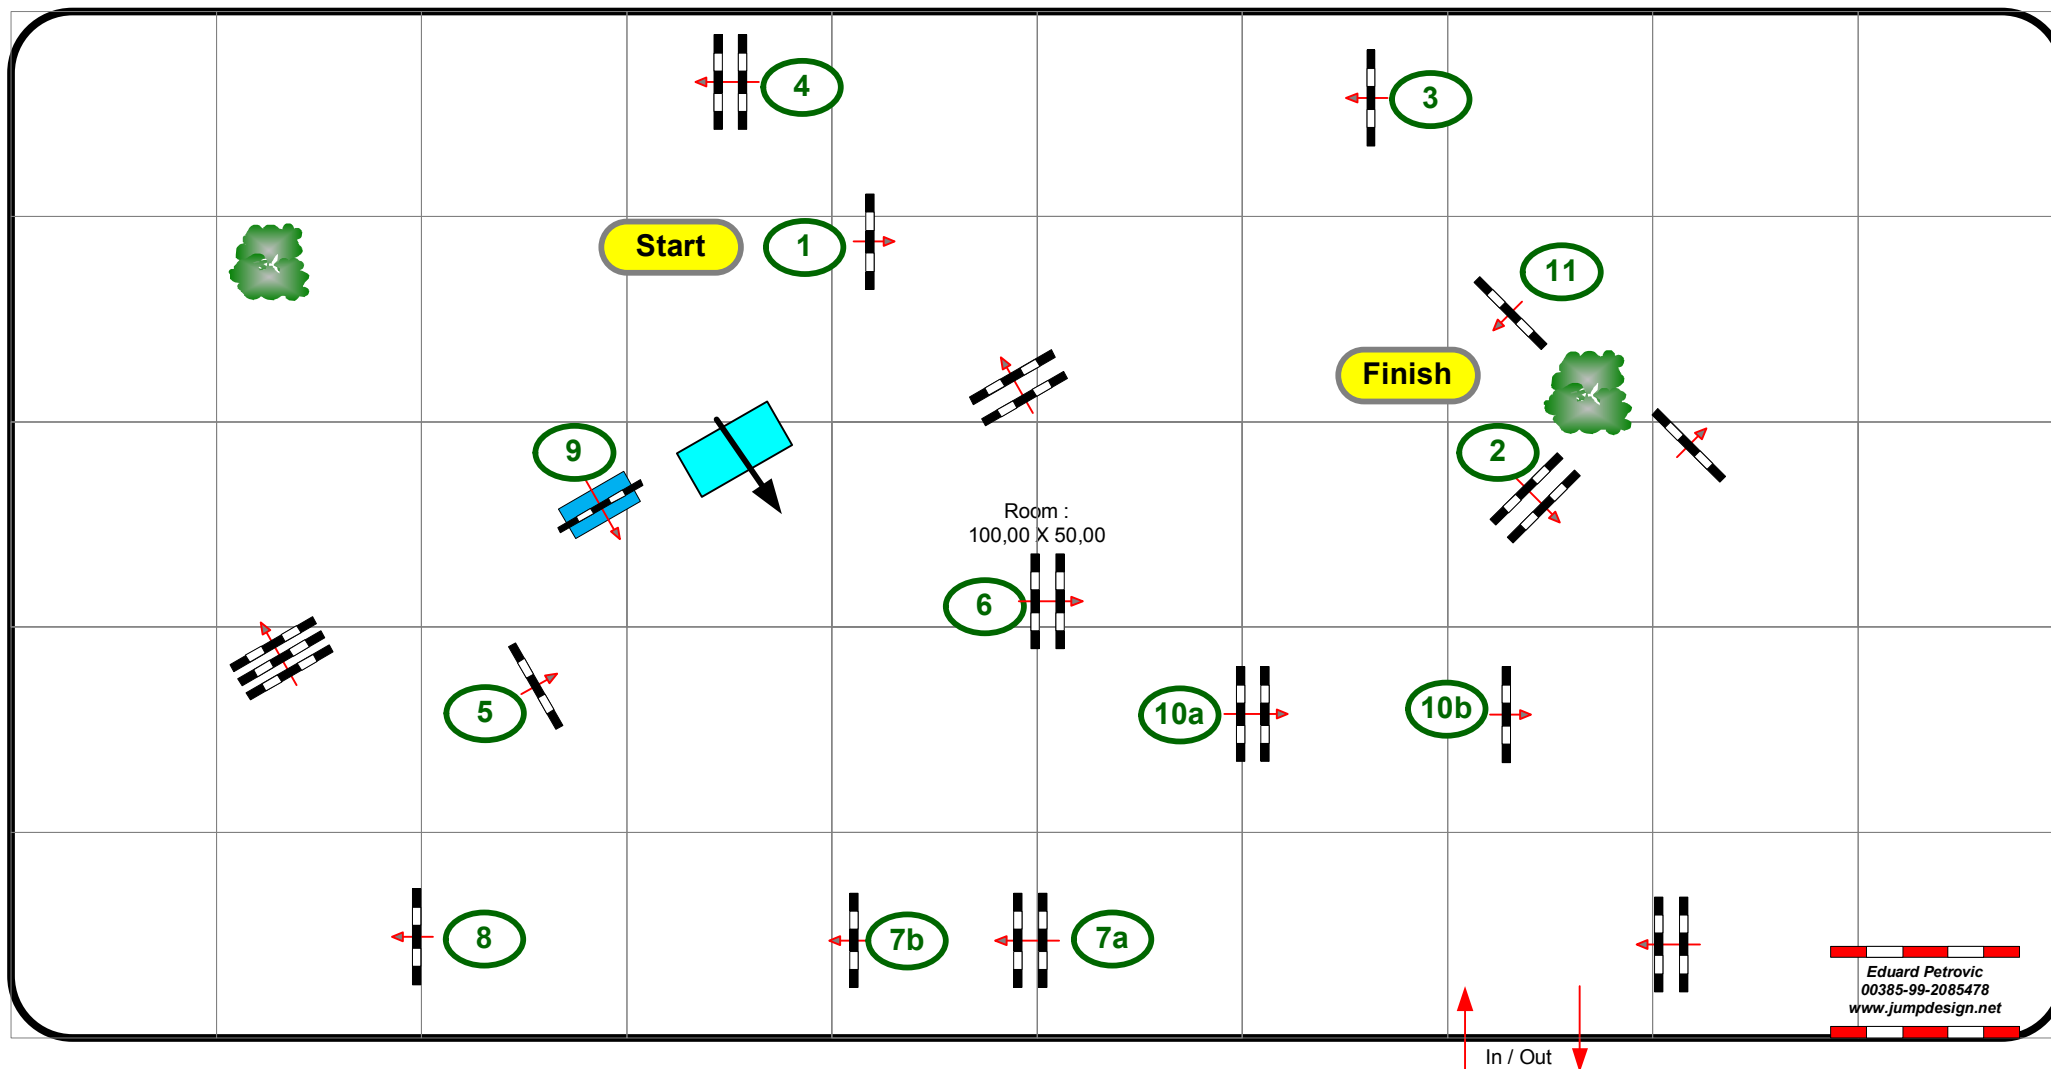 4
3
Start
1
11
Finish
9
2
Room :
100,00 X 50,00
6
5
10a
10b
8
7b
7a
Eduard Petrovic
00385-99-2085478
www.jumpdesign.net
In / Out